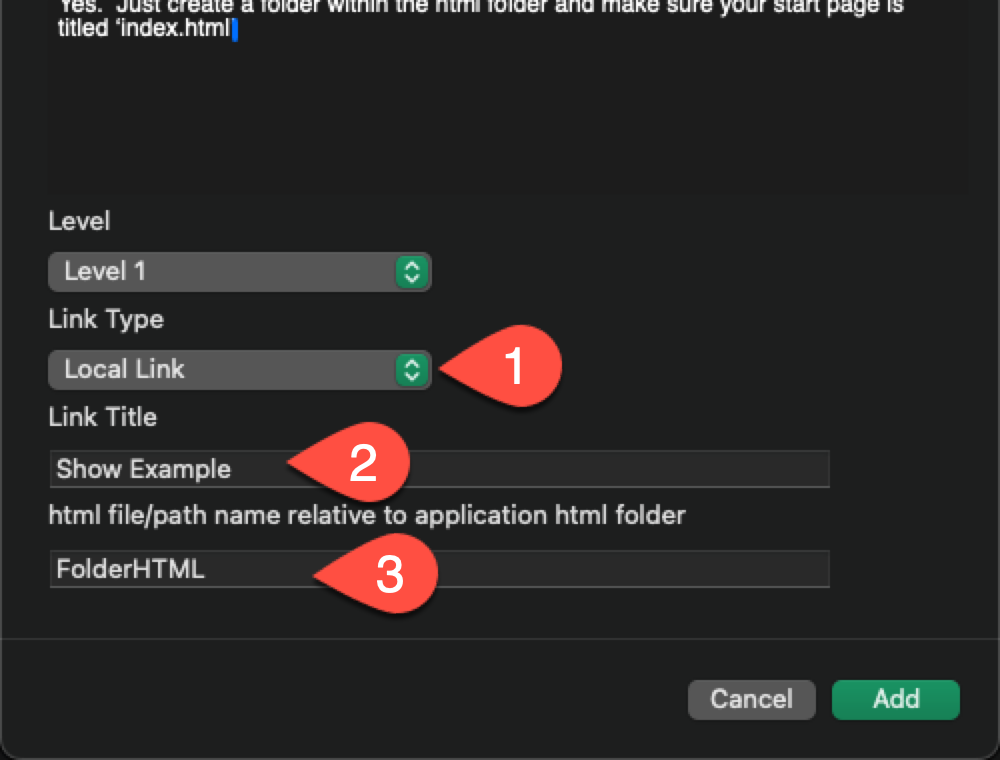 Yes.  Just create a folder within the html folder and make sure your start page is
titled ‘index.html
Level
Level 1
Link Type
Local Link
1
Link Title
Show Example
2
html file/path name relative to application html folder
FolderHTML
3
Cancel
Add